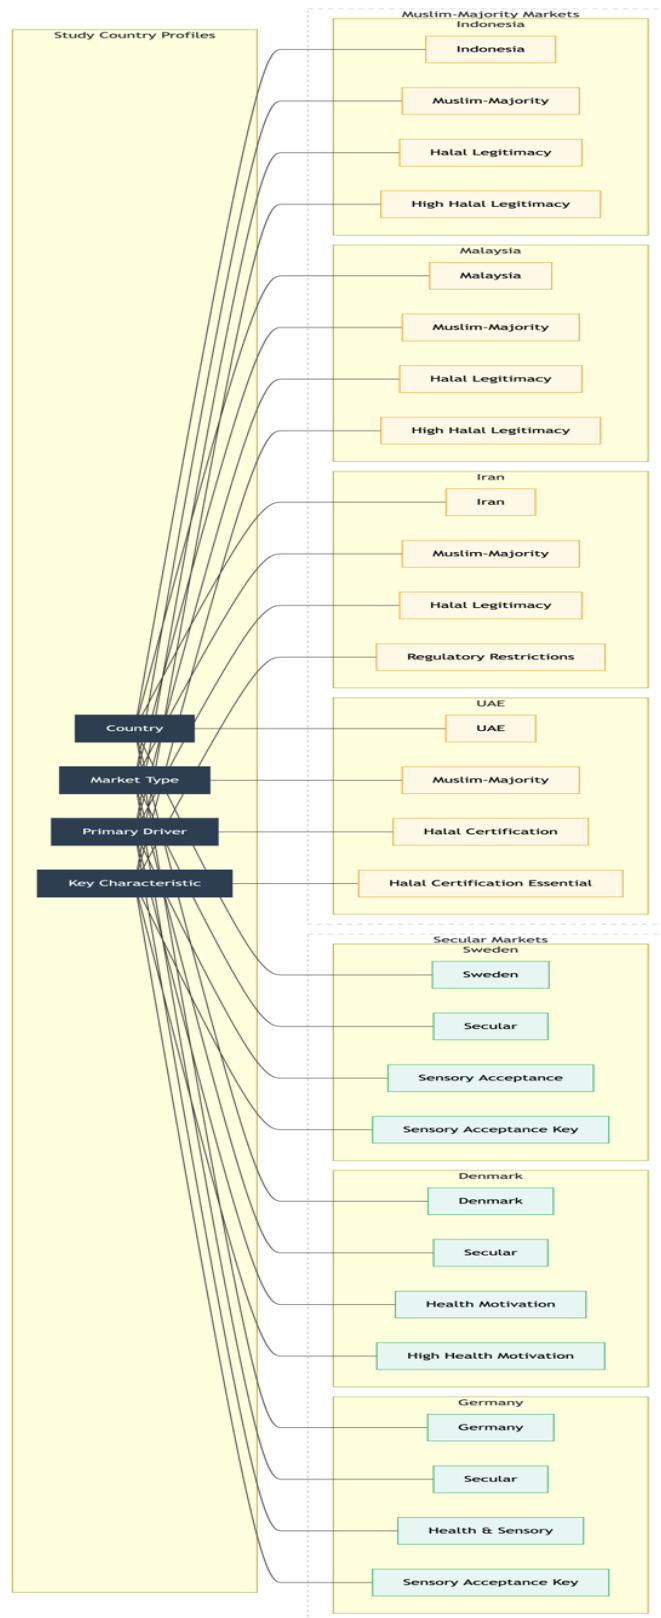 Study Country Profiles
Country
Market Type
Primary Driver
Key Characteristic
Muslim-Majority Markets
Indonesia
Indonesia
Muslim-Majority
Halal Legitimacy
High Halal Legitimacy
Malaysia
Malaysia
Muslim-Majority
Halal Legitimacy
High Halal Legitimacy
Iran
Iran
Muslim-Majority
Halal Legitimacy
Regulatory Restrictions
UAE
UAE
Muslim-Majority
Halal Certification
Halal Certification Essential
Secular Markets
Sweden
Sweden
Secular
Sensory Acceptance
Sensory Acceptance Key
Denmark
Denmark
Secular
Health Motivation
High Health Motivation
Germany
Germany
Secular
Health & Sensory
Sensory Acceptance Key